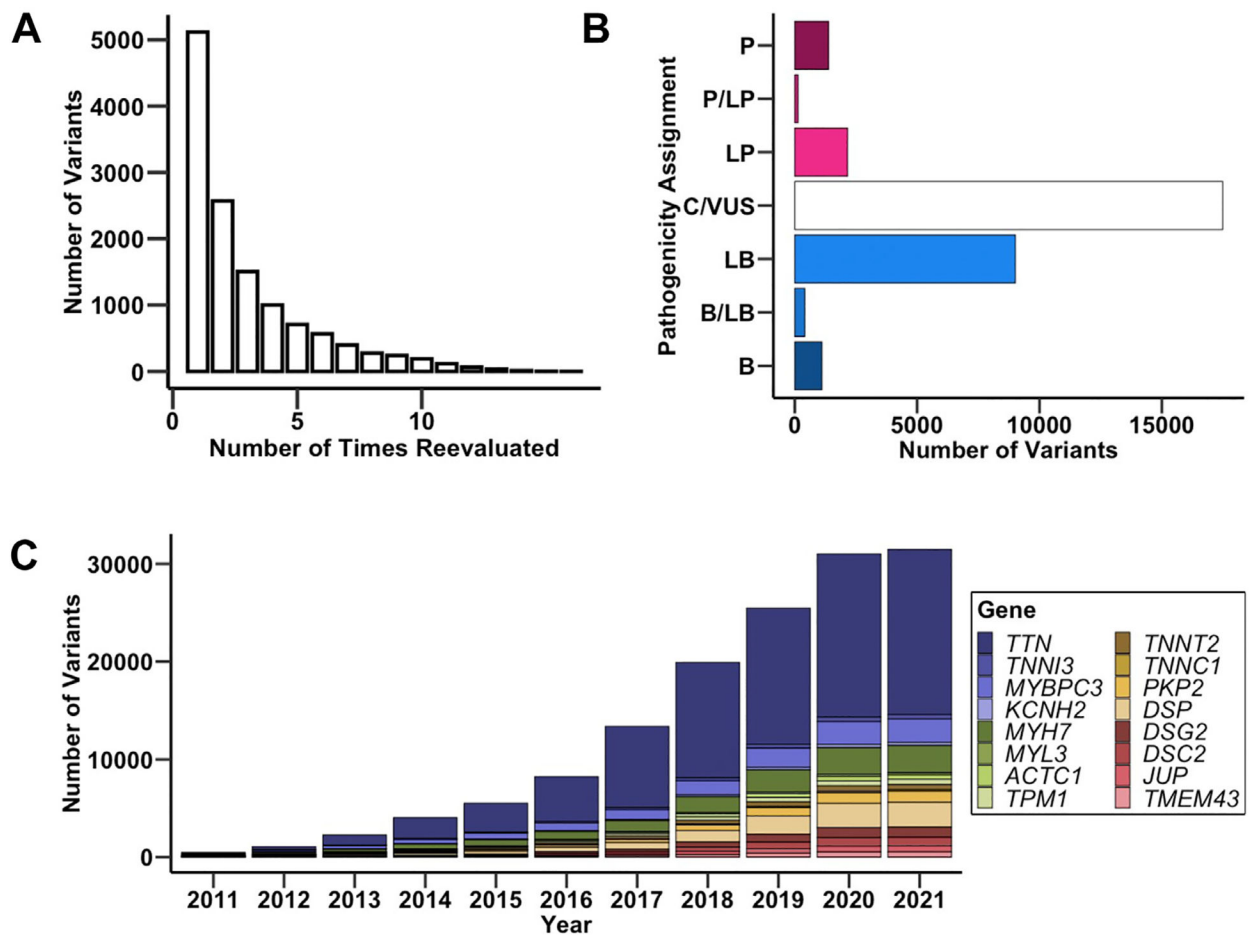 A
Number of Variants
5000
4000
3000
2000
1000
0
0 5 10
Number of Times Reevaluated
B
Pathogenicity Assignment
P
P/LP
LP
C/VUS
LB
B/LB
B
0 5000 10000 15000
Number of Variants
C
Number of Variants
30000
20000
10000
0
2011 2012 2013 2014 2015 2016 2017 2018 2019 2020 2021
Year
Gene
TTN
TNNI3
MYBPC3
KCNH2
MYH7
MYL3
ACTC1
TPM1
TNNT2
TNNC1
PKP2
DSP
DSG2
DSC2
JUP
TMEM43